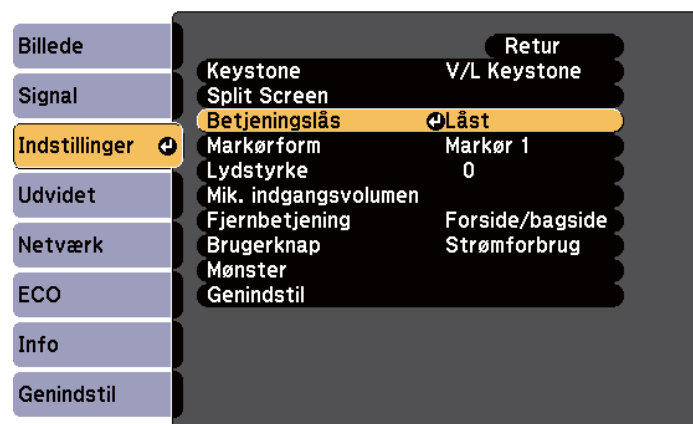 Billede
Signal
Indstillinger
Udvidet
Netværk
ECO
Info
Genindstil
Retur
Keystone V/L Keystone
Split Screen
Betjeningslås Låst
Markørform Markør 1
Lydstyrke 0
Mik. indgangsvolumen
Fjernbetjening Forside/bagside
Brugerknap Strømforbrug
Mønster
Genindstil